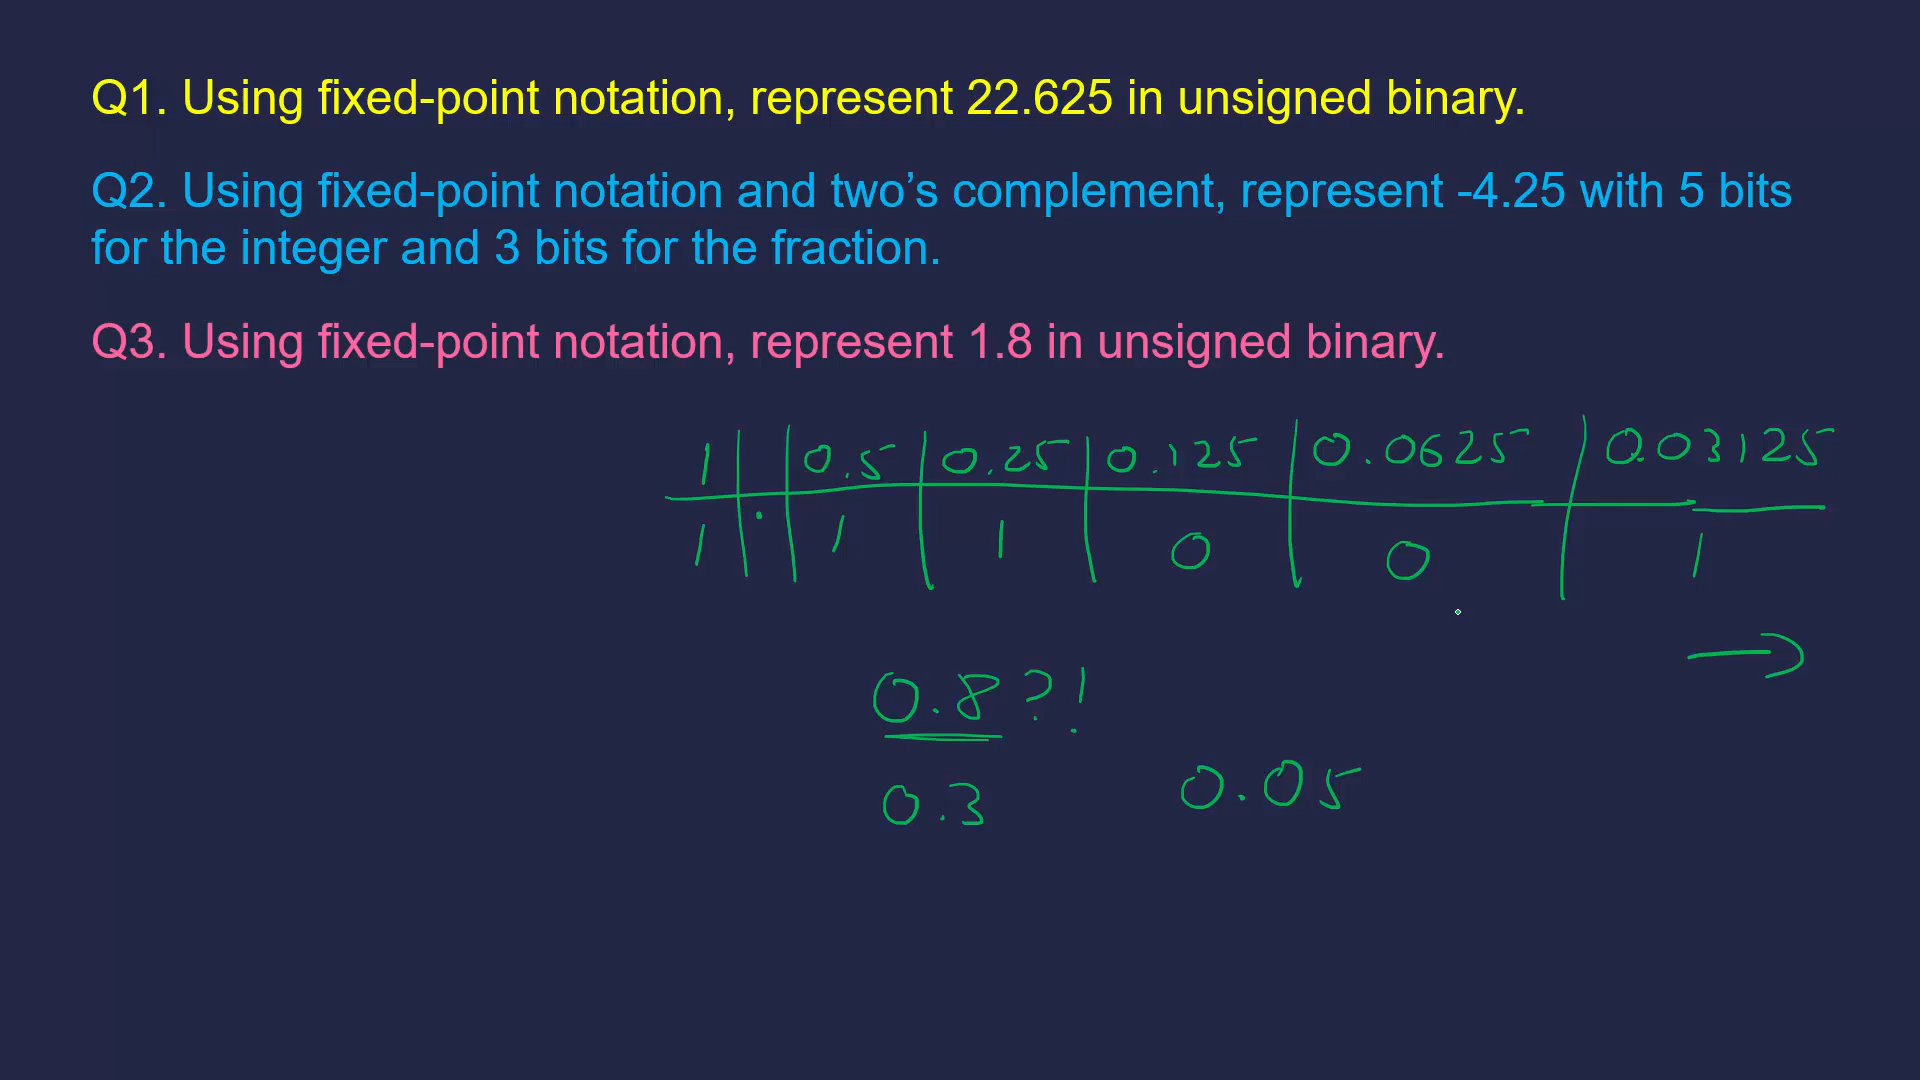 Q1. Using fixed-point notation, represent 22.625 in unsigned binary.
Q2. Using fixed-point notation and two’s complement, represent -4.25 with 5 bits
for the integer and 3 bits for the fraction.
Q3. Using fixed-point notation, represent 1.8 in unsigned binary.
1 0.5 0.25 0.125 0.0625 0.03125
1 . 1 1 0 0 1
0.8?!
0.3 0.05